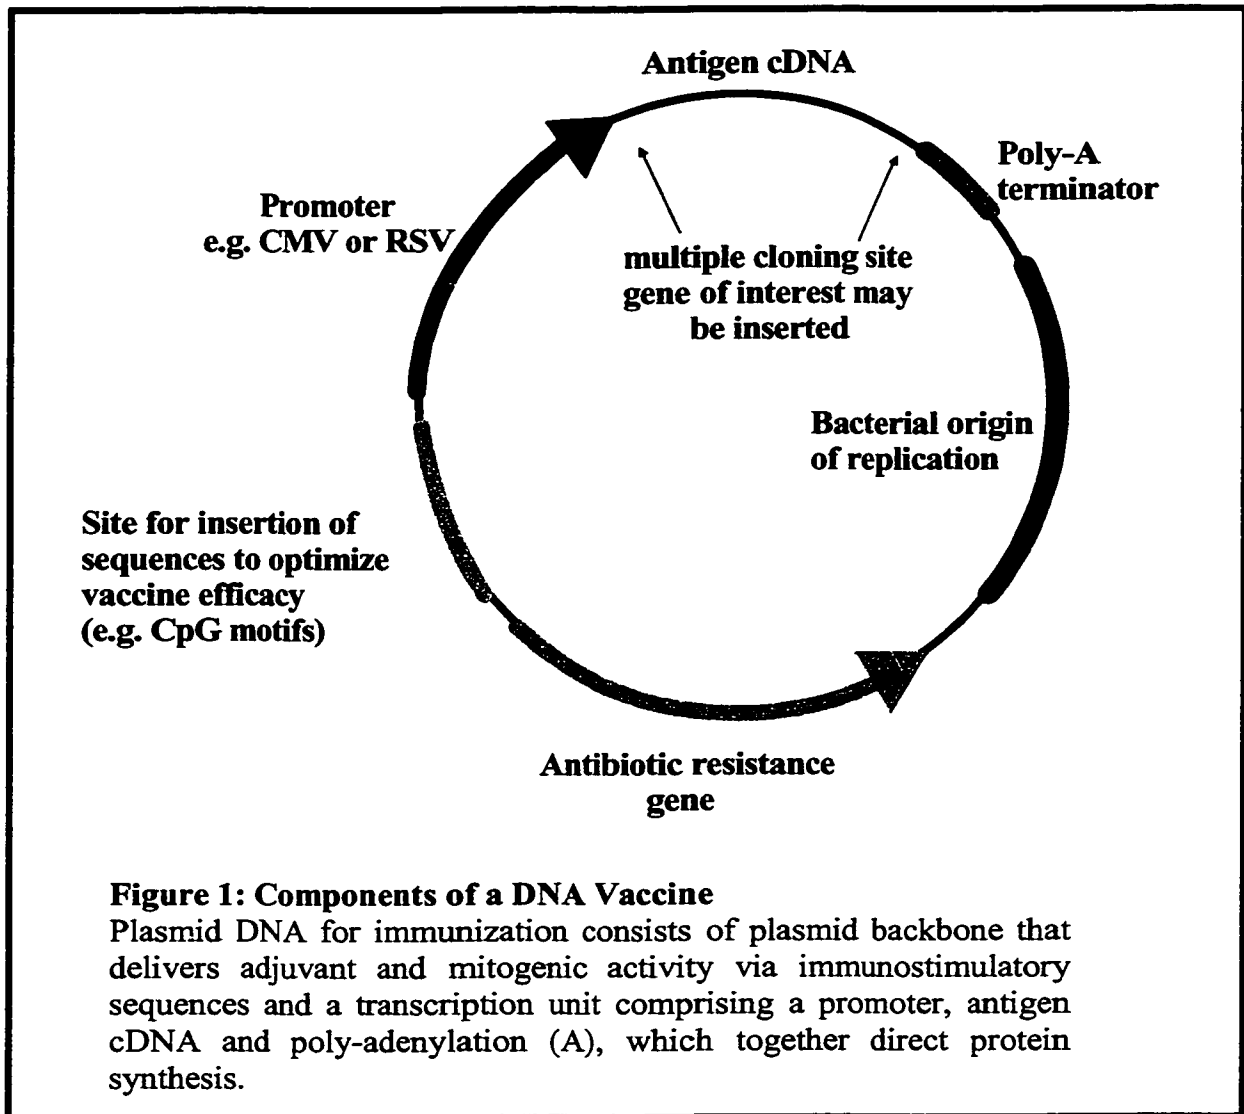 Antigen cDNA
Poly-A
terminator
Promoter
e.g. CMV or RSV
multiple cloning site
gene of interest may
be inserted
Bacterial origin
of replication
Site for insertion of
sequences to optimize
vaccine efficacy
(e.g. CpG motifs)
Antibiotic resistance
gene
Figure 1: Components of a DNA Vaccine
Plasmid DNA for immunization consists of plasmid backbone that
delivers adjuvant and mitogenic activity via immunostimulatory
sequences and a transcription unit comprising a promoter, antigen
cDNA and poly-adenylation (A), which together direct protein
synthesis.